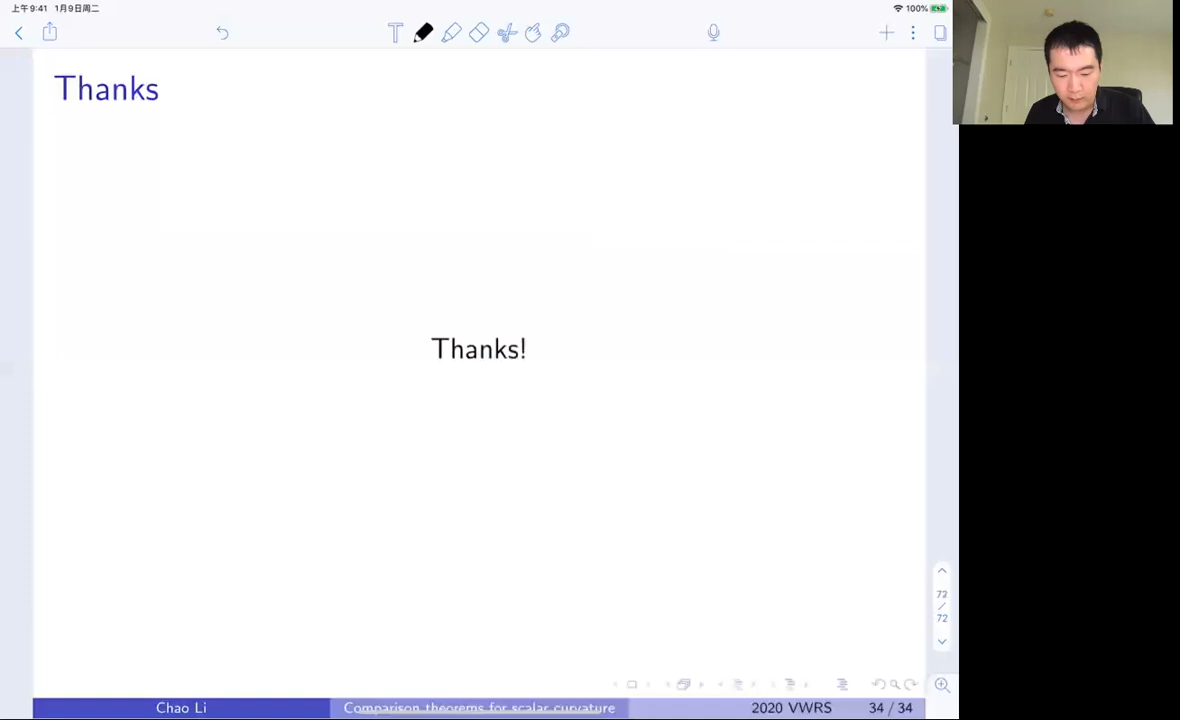 上午9:41 1月9日周二
100%
Thanks
Thanks!
72
/
72
Chao Li
Comparison theorems for scalar curvature
2020 VWRS
34 / 34